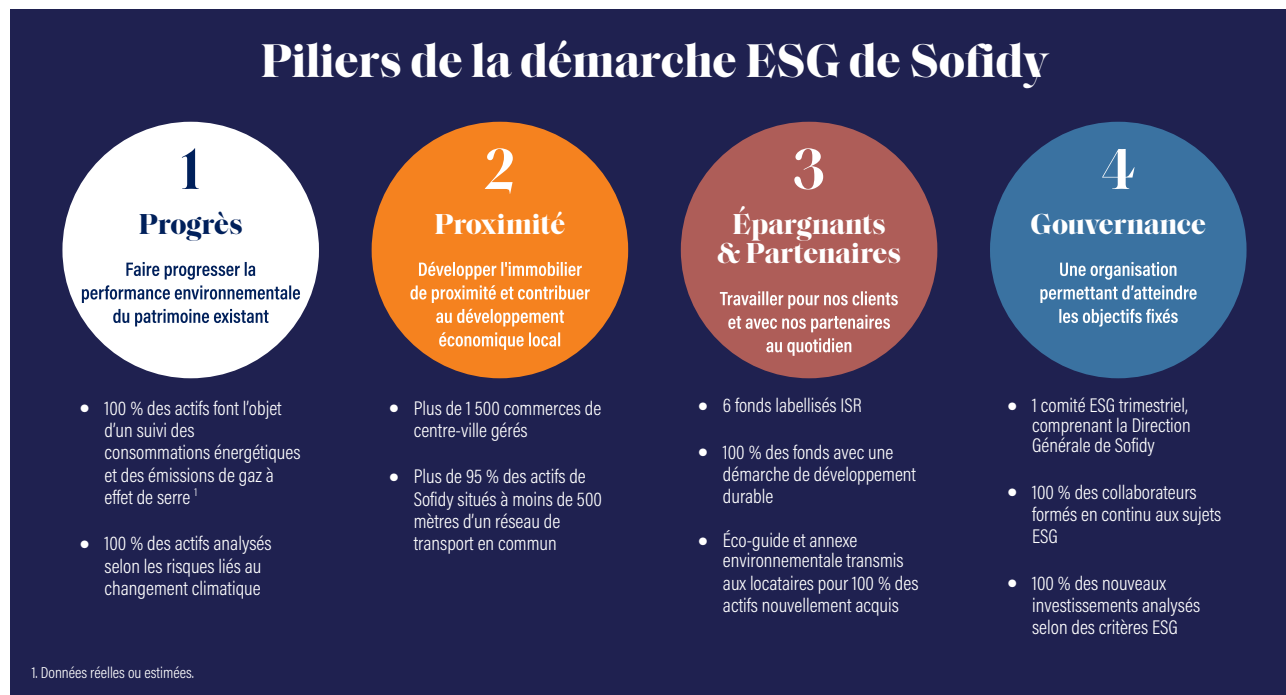 Piliers de la démarche ESG de Sofidy
1
Progrès
Faire progresser la
performance environnementale
du patrimoine existant
● 100 % des actifs font l’objet
d’un suivi des
consommations énergétiques
et des émissions de gaz à
effet de serre ¹
● 100 % des actifs analysés
selon les risques liés au
changement climatique
2
Proximité
Développer l'immobilier
de proximité et contribuer
au développement
économique local
● Plus de 1 500 commerces de
centre-ville gérés
● Plus de 95 % des actifs de
Sofidy situés à moins de 500
mètres d’un réseau de
transport en commun
3
Épargnants
& Partenaires
Travailler pour nos clients
et avec nos partenaires
au quotidien
● 6 fonds labellisés ISR
● 100 % des fonds avec une
démarche de développement
durable
● Éco-guide et annexe
environnementale transmis
aux locataires pour 100 % des
actifs nouvellement acquis
4
Gouvernance
Une organisation
permettant d’atteindre
les objectifs fixés
● 1 comité ESG trimestriel,
comprenant la Direction
Générale de Sofidy
● 100 % des collaborateurs
formés en continu aux sujets
ESG
● 100 % des nouveaux
investissements analysés
selon des critères ESG
1. Données réelles ou estimées.